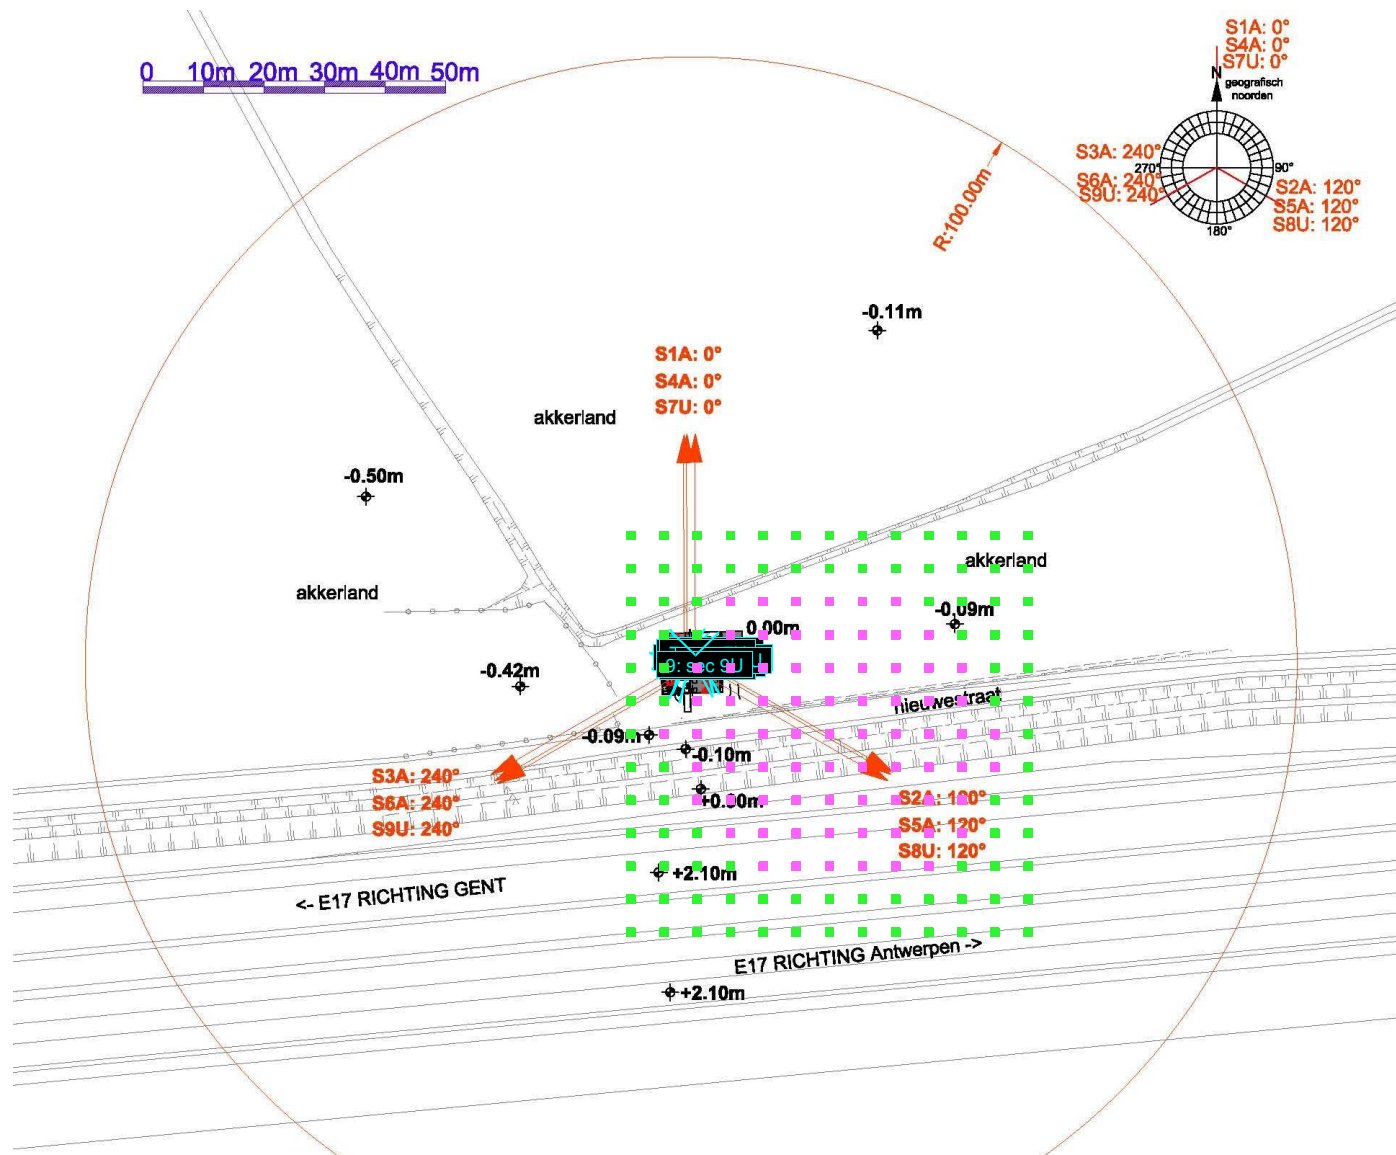 0 10m 20m 30m 40m 50m
S1A: 0°
S4A: 0°
S7U: 0°
N
geografisch
noorden
S3A: 240°
270°
90°
S6A: 240°
S9U: 240°
S2A: 120°
S5A: 120°
S8U: 120°
180°
R:100.00m
-0.11m
S1A: 0°
S4A: 0°
S7U: 0°
akkerland
-0.50m
akkerland
akkerland
-0.09m
0.00m
9: sec 9U
-0.42m
nieuwestraat
-0.09m
-0.10m
S3A: 240°
S6A: 240°
S9U: 240°
S2A: 120°
S5A: 120°
S8U: 120°
+2.10m
<- E17 RICHTING GENT
E17 RICHTING Antwerpen ->
+2.10m